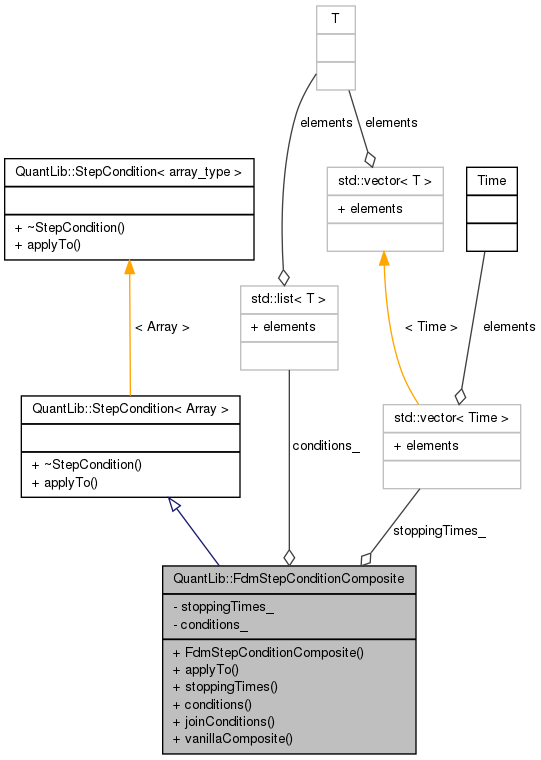 T
elements
elements
QuantLib::StepCondition< array_type >
+ ~StepCondition()
+ applyTo()
std::vector< T >
+ elements
Time
std::list< T >
+ elements
< Array >
< Time >
elements
QuantLib::StepCondition< Array >
+ ~StepCondition()
+ applyTo()
std::vector< Time >
+ elements
conditions_
stoppingTimes_
QuantLib::FdmStepConditionComposite
- stoppingTimes_
- conditions_
+ FdmStepConditionComposite()
+ applyTo()
+ stoppingTimes()
+ conditions()
+ joinConditions()
+ vanillaComposite()